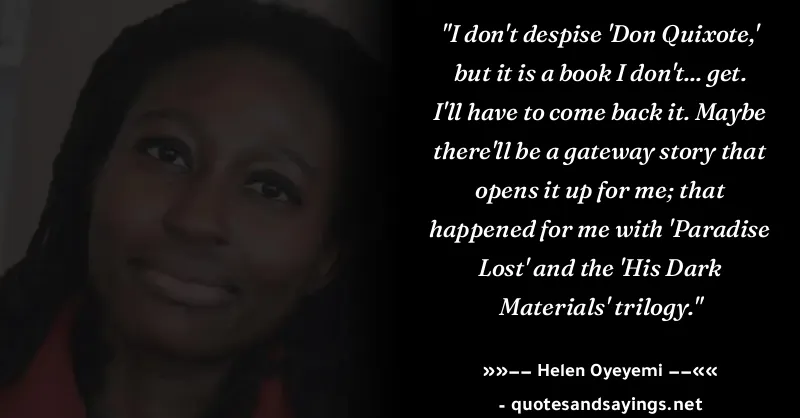 "I don't despise 'Don Quixote,'
but it is a book I don't... get.
I'll have to come back it. Maybe
there'll be a gateway story that
opens it up for me; that
happened for me with 'Paradise
Lost' and the 'His Dark
Materials' trilogy."
»»−− Helen Oyeyemi −−««
- quotesandsayings.net